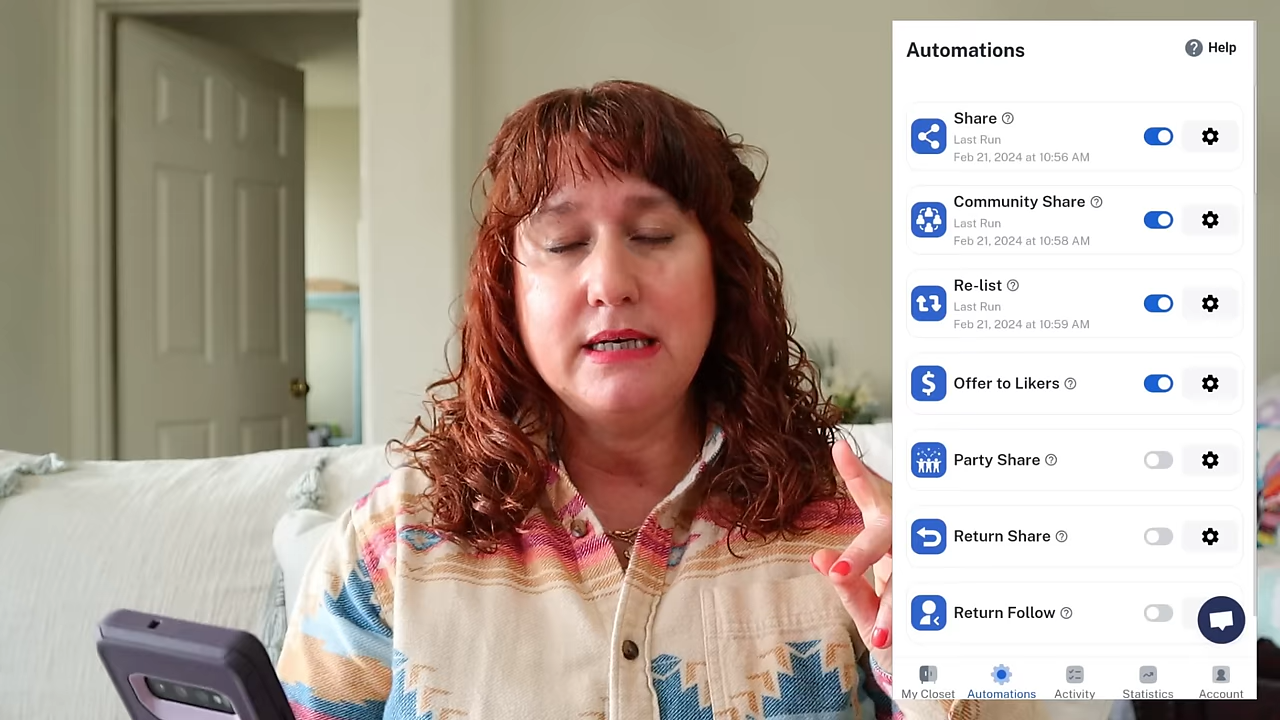 Automations
Help
Share
Last Run
Feb 21, 2024 at 10:56 AM
Community Share
Last Run
Feb 21, 2024 at 10:58 AM
Re-list
Last Run
Feb 21, 2024 at 10:59 AM
Offer to Likers
Party Share
Return Share
Return Follow
My Closet Automations Activity Statistics Account